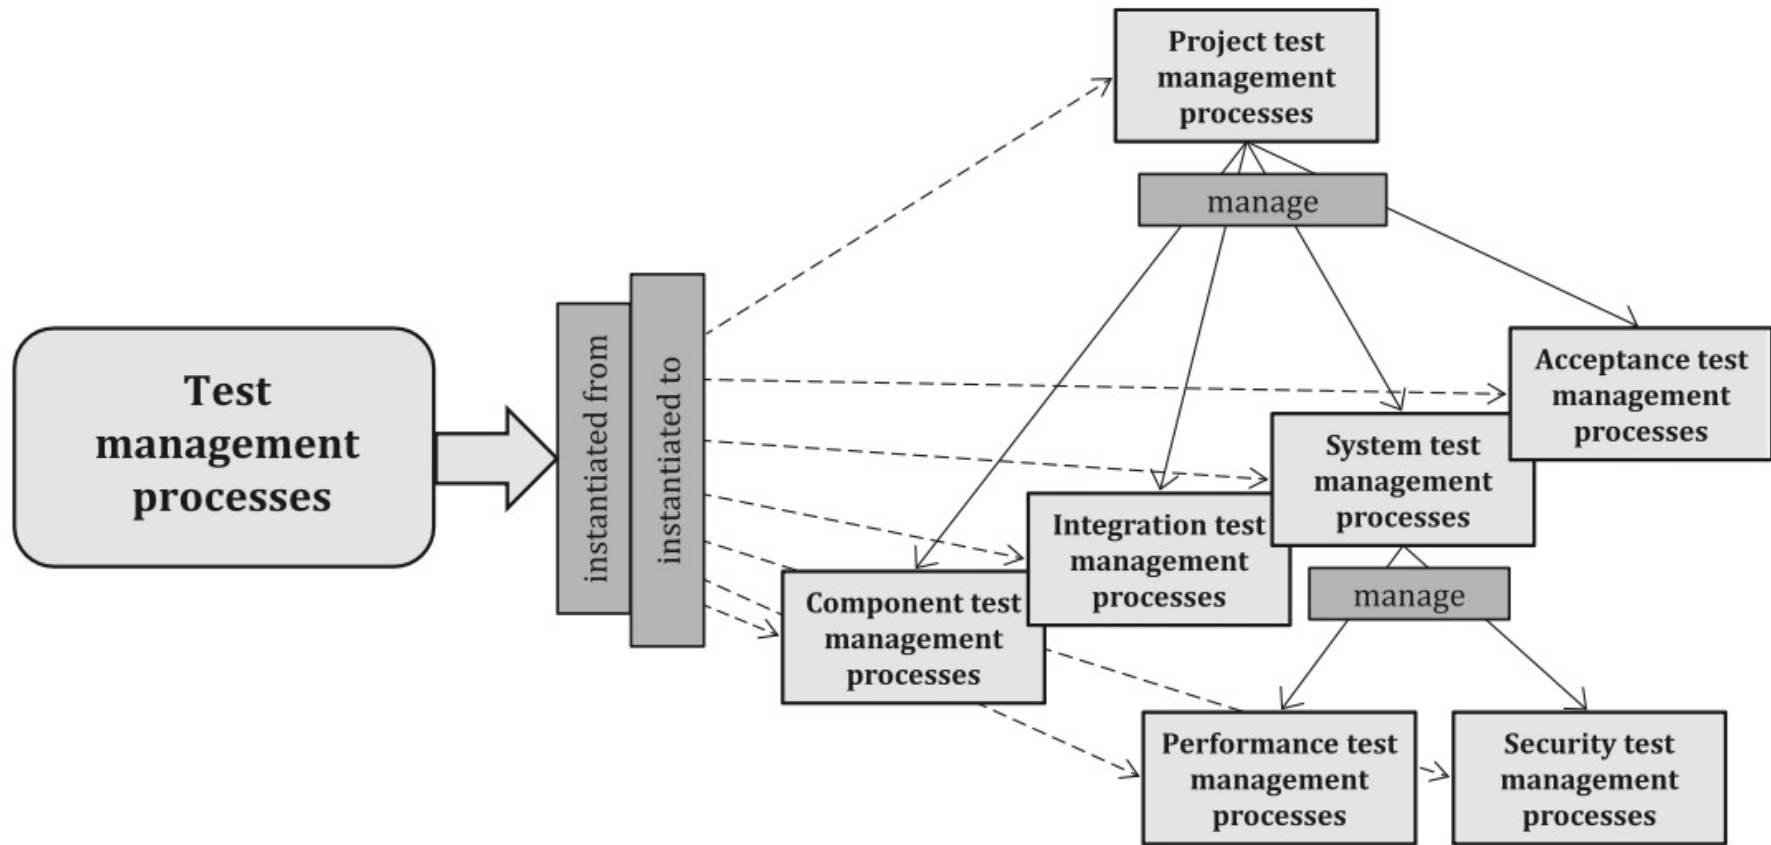 Project test
management
processes
manage
Test
management
processes
instantiated from
instantiated to
Acceptance test
management
processes
System test
management
processes
Integration test
management
processes
Component test
management
processes
manage
Performance test
management
processes
Security test
management
processes